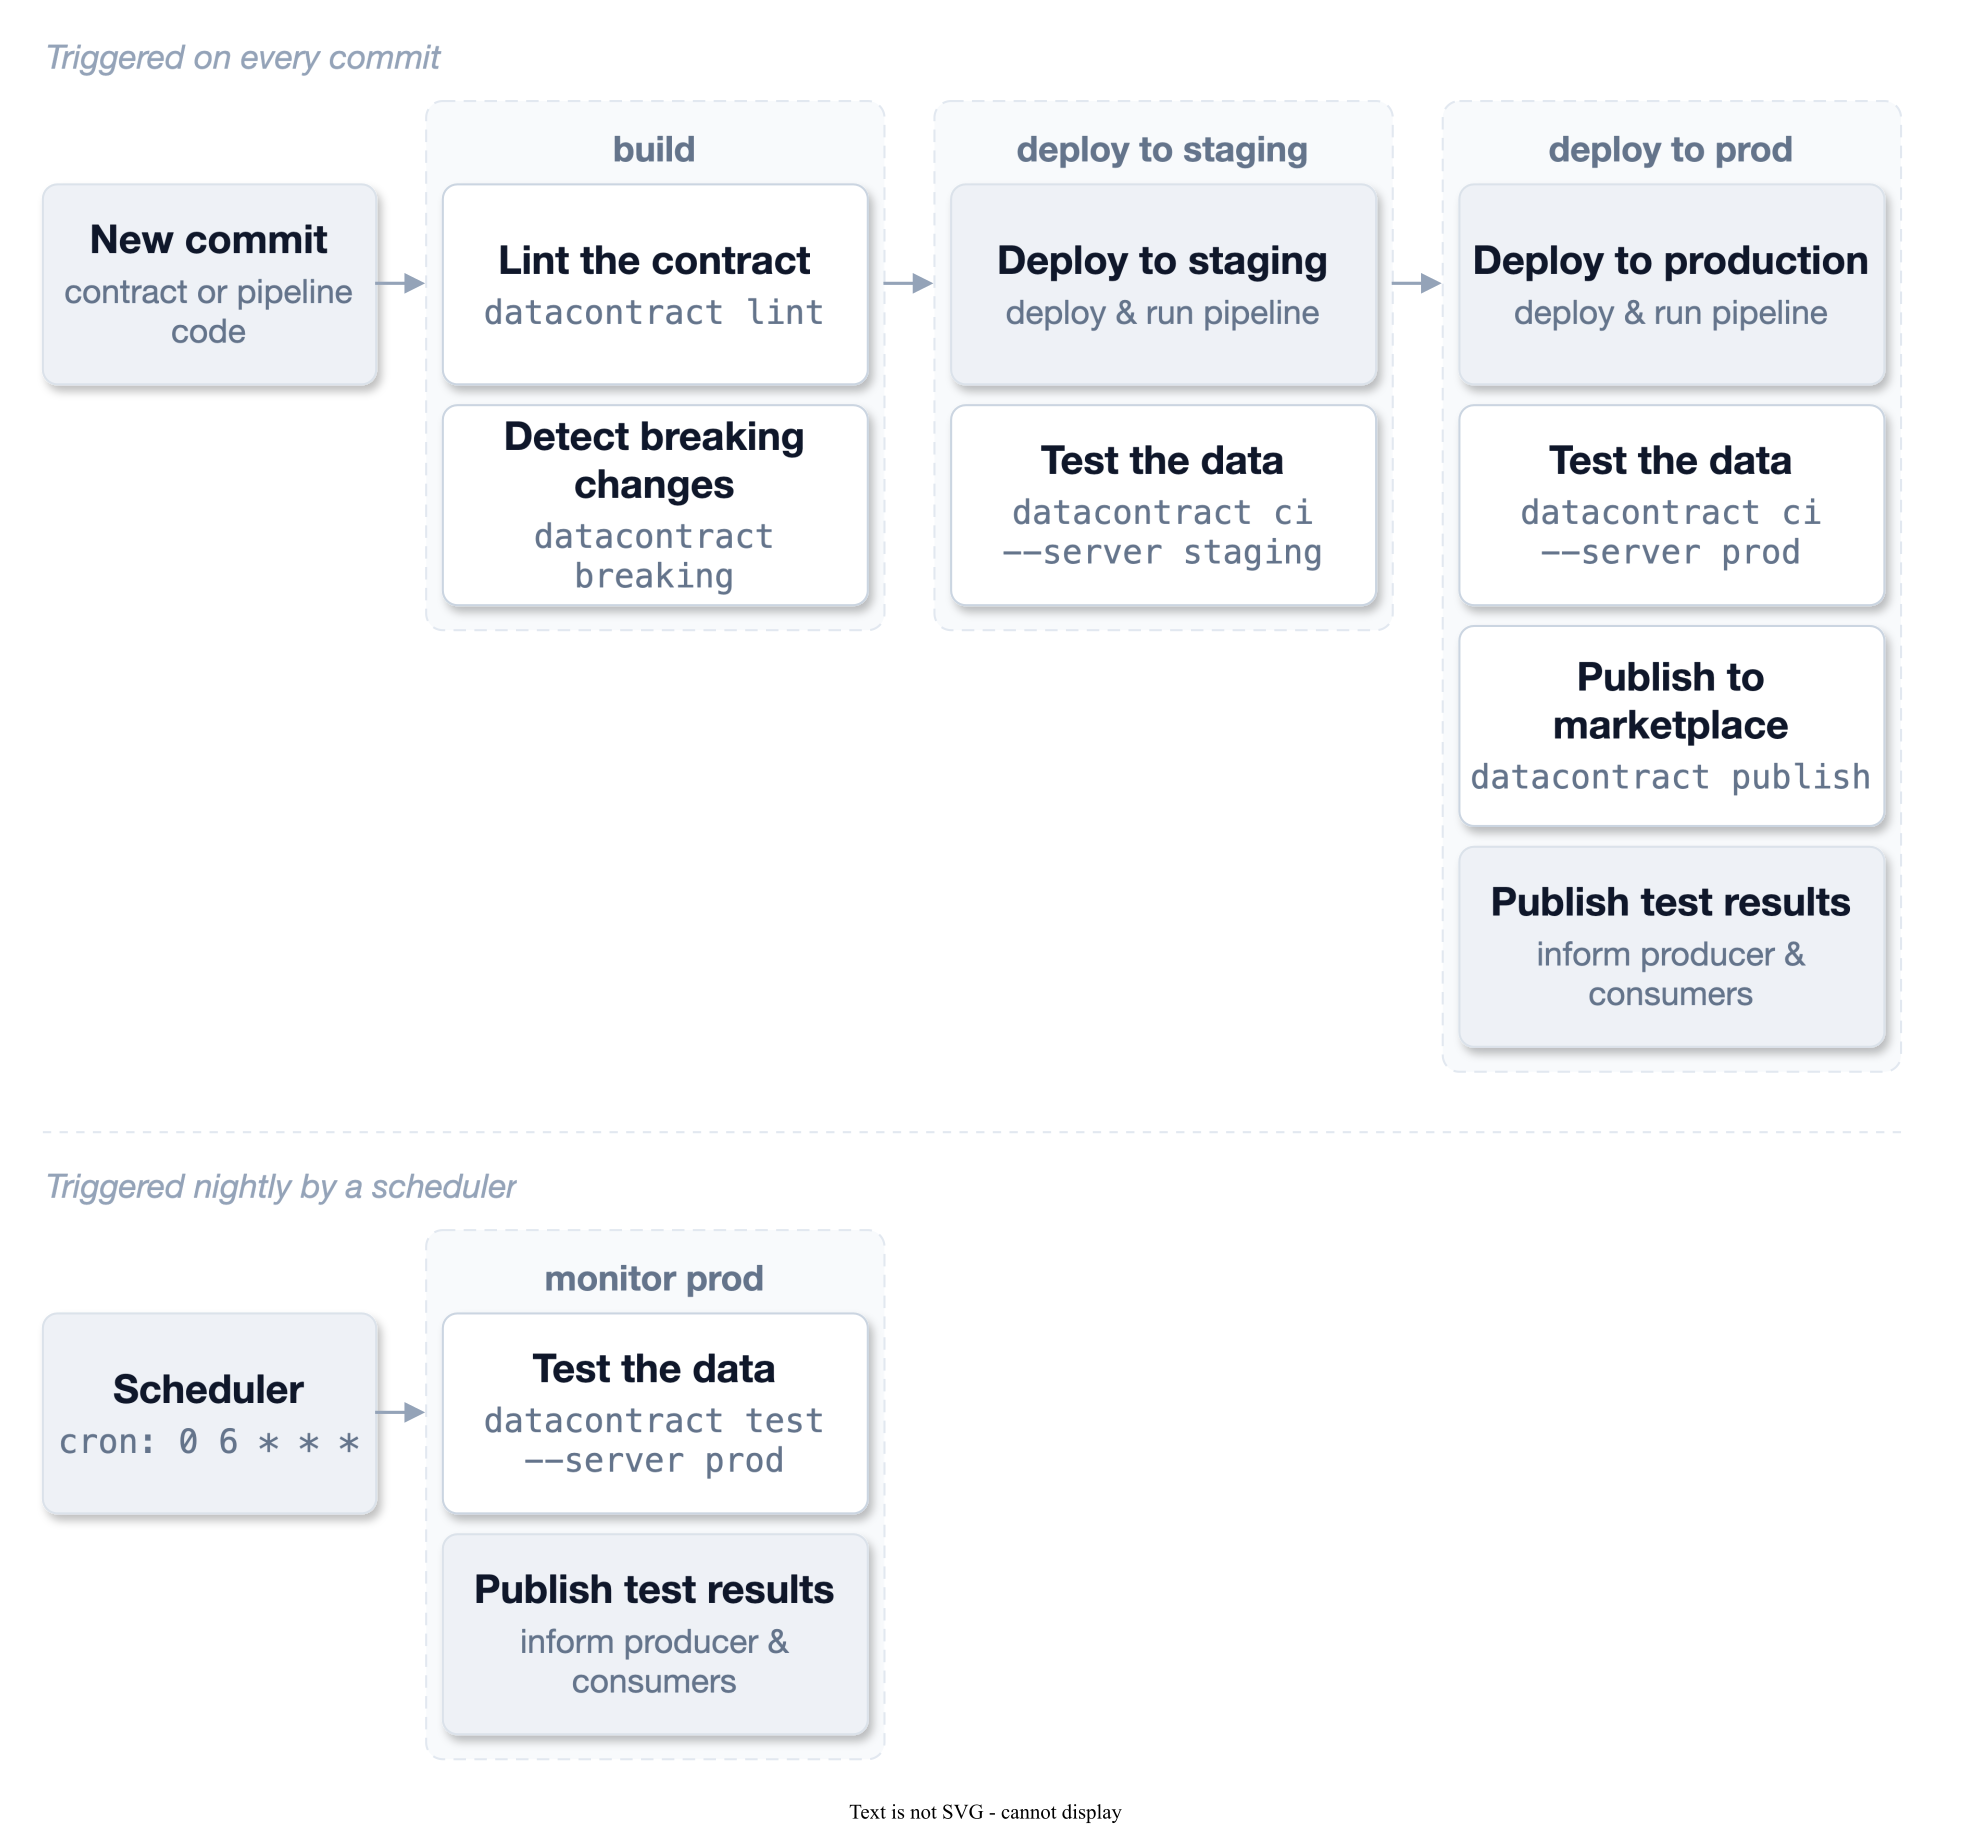 Triggered on every commit
build
deploy to staging
deploy to prod
New commit
contract or pipeline
code
Lint the contract
datacontract lint
Deploy to staging
deploy & run pipeline
Deploy to production
deploy & run pipeline
Detect breaking
changes
datacontract
breaking
Test the data
datacontract ci
--server staging
Test the data
datacontract ci
--server prod
Publish to
marketplace
datacontract publish
Publish test results
inform producer &
consumers
Triggered nightly by a scheduler
monitor prod
Scheduler
cron: 0 6 * * *
Test the data
datacontract test
--server prod
Publish test results
inform producer &
consumers
Text is not SVG - cannot display